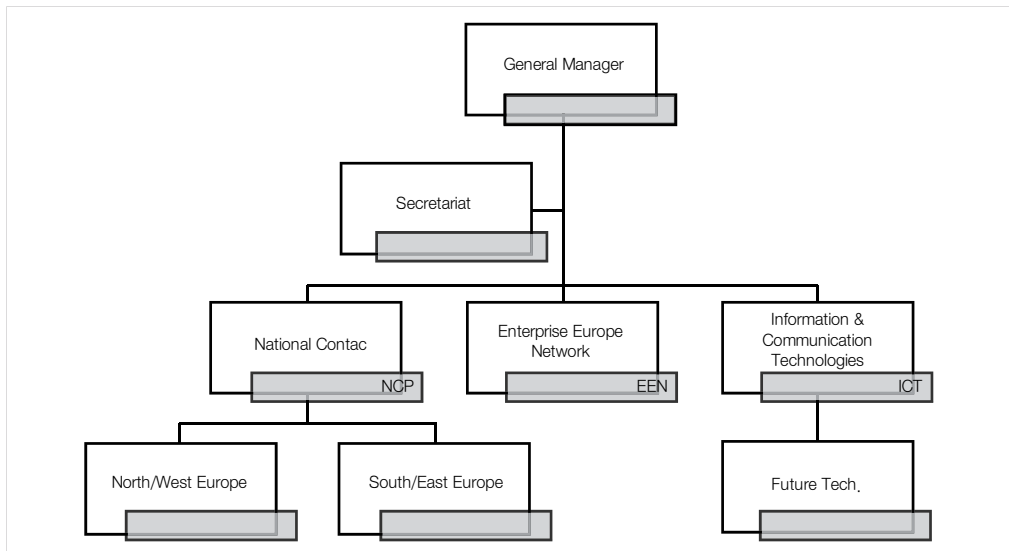 General Manager
Secretariat
National Contac
NCP
Enterprise Europe
Network
EEN
Information &
Communication
Technologies
ICT
North/West Europe
South/East Europe
Future Tech.